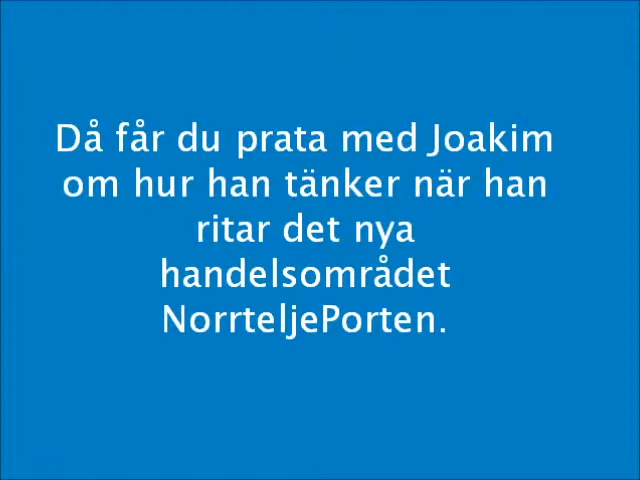 Då får du prata med Joakim
om hur han tänker när han
ritar det nya
handelsområdet
NorrteljePorten.